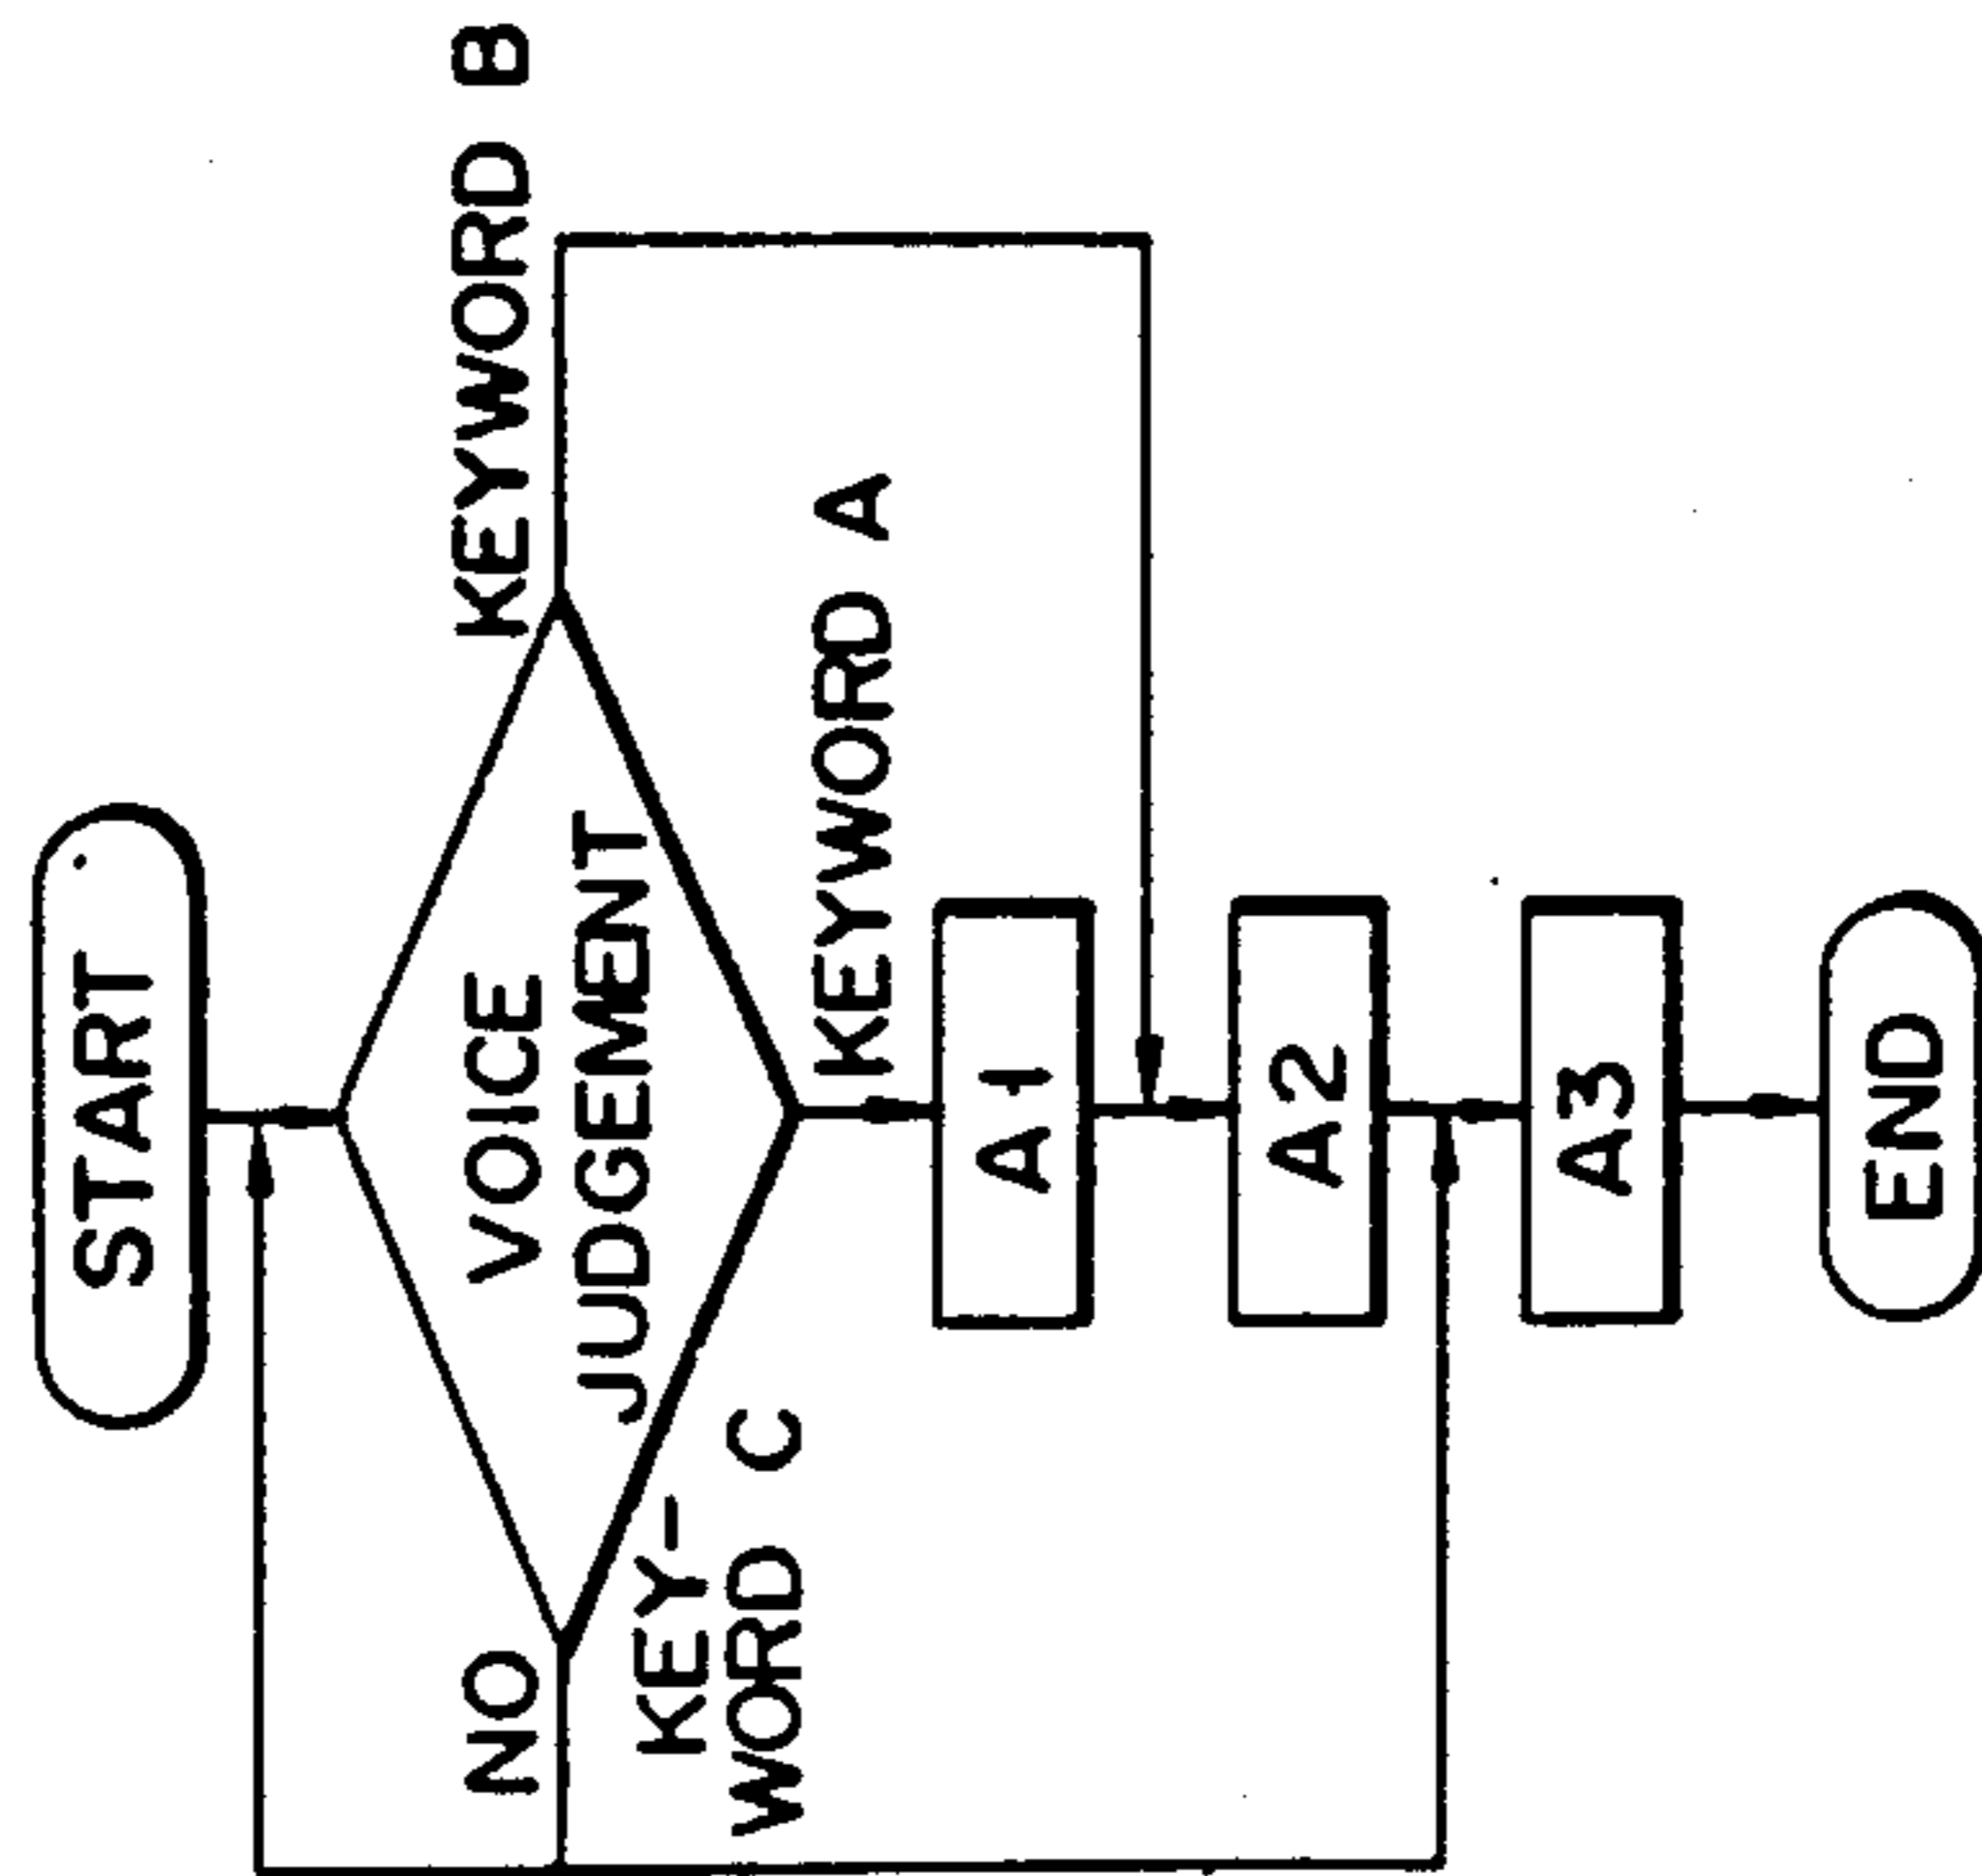 START
VOICE
JUDGEMENT
NO
KEYWORD B
KEY-
WORD C
KEYWORD A
A1
A2
A3
END